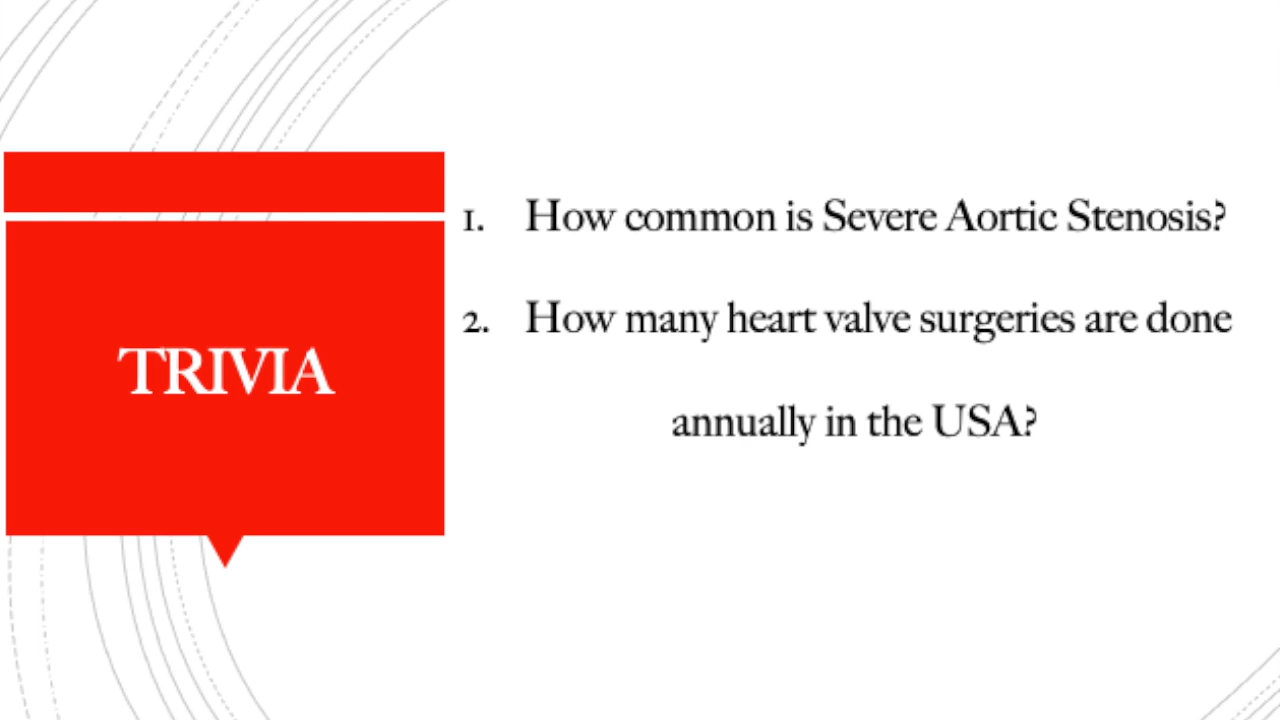 TRIVIA
1. How common is Severe Aortic Stenosis?
2. How many heart valve surgeries are done
annually in the USA?